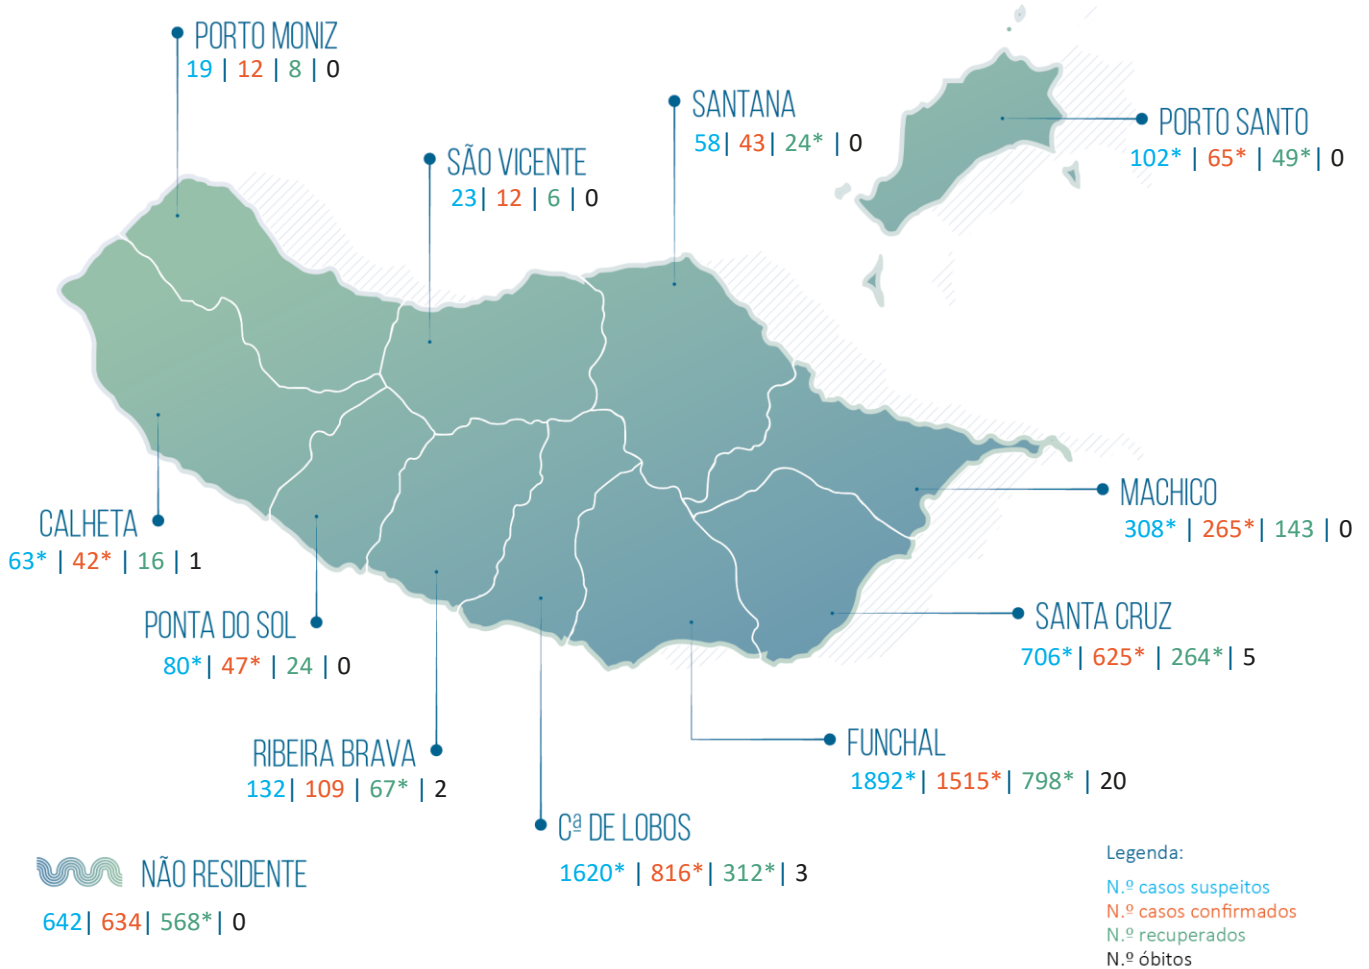 PORTO MONIZ
19 | 12 | 8 | 0
SANTANA
58| 43| 24* | 0
PORTO SANTO
102* | 65* | 49*| 0
SÃO VICENTE
23| 12 | 6 | 0
MACHICO
308* | 265*| 143 | 0
CALHETA
63* | 42* | 16 | 1
PONTA DO SOL
80*| 47* | 24 | 0
SANTA CRUZ
706*| 625* | 264*| 5
RIBEIRA BRAVA
132| 109 | 67* | 2
FUNCHAL
1892*| 1515*| 798* | 20
Cª DE LOBOS
1620* | 816*| 312*| 3
NÃO RESIDENTE
642| 634| 568*| 0
Legenda:
N.º casos suspeitos
N.º casos confirmados
N.º recuperados
N.º óbitos